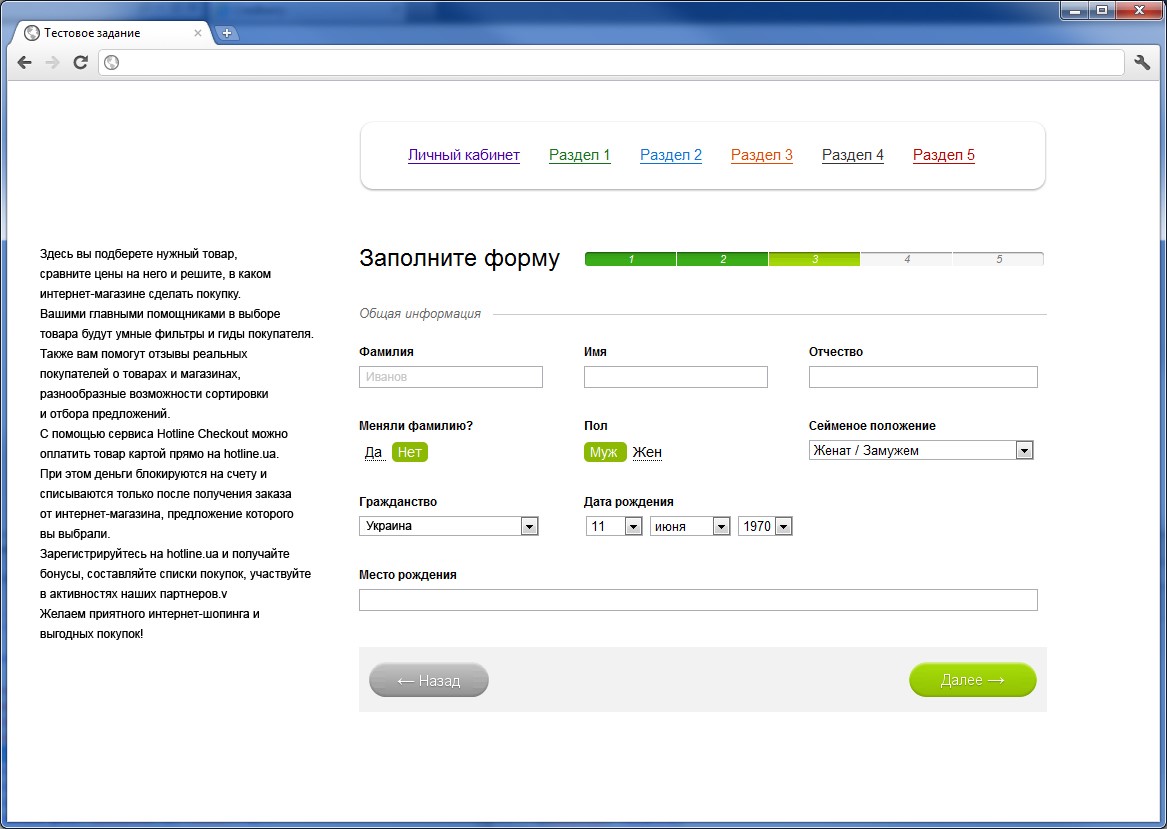 Тестовое задание
Личный кабинет Раздел 1 Раздел 2 Раздел 3 Раздел 4 Раздел 5
Здесь вы подберете нужный товар,
сравните цены на него и решите, в каком
интернет-магазине сделать покупку.
Вашими главными помощниками в выборе
товара будут умные фильтры и гиды покупателя.
Также вам помогут отзывы реальных
покупателей о товарах и магазинах,
разнообразные возможности сортировки
и отбора предложений.
С помощью сервиса Hotline Checkout можно
оплатить товар картой прямо на hotline.ua.
При этом деньги блокируются на счету и
списываются только после получения заказа
от интернет-магазина, предложение которого
вы выбрали.
Зарегистрируйтесь на hotline.ua и получайте
бонусы, составляйте списки покупок, участвуйте
в активностях наших партнеров.v
Желаем приятного интернет-шопинга и
выгодных покупок!
Заполните форму 1 2 3 4 5
Общая информация
Фамилия Имя Отчество
Иванов
Меняли фамилию? Пол Сейменое положение
Да Нет Муж Жен Женат / Замужем
Гражданство Дата рождения
Украина 11 июня 1970
Место рождения
← Назад Далее →